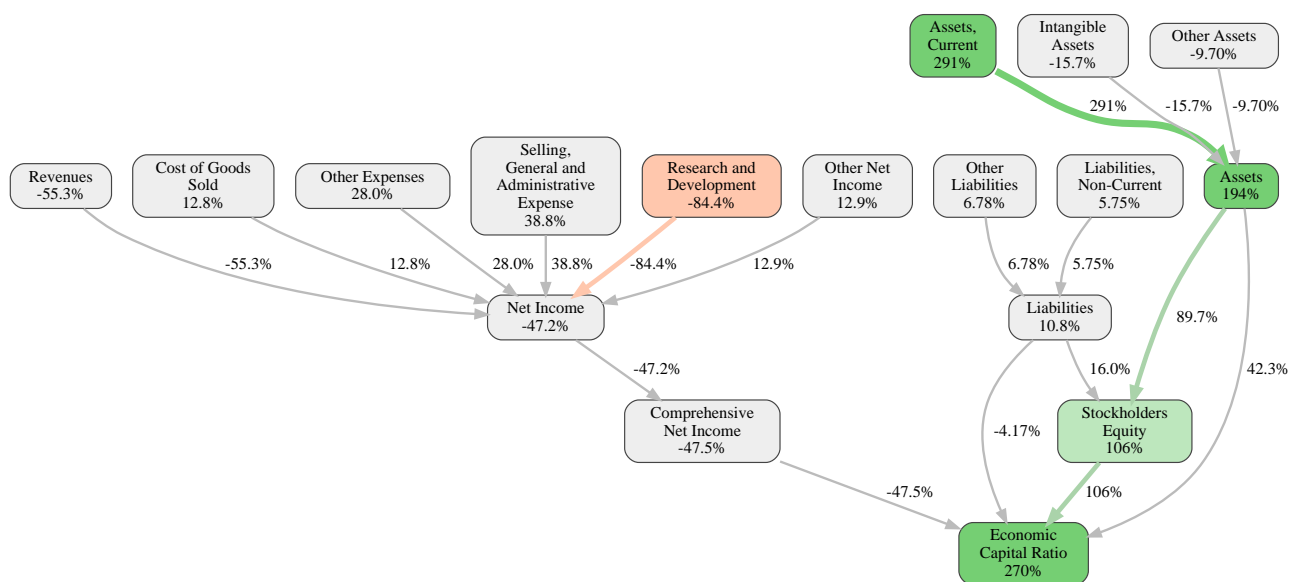 Assets,
Current
291%
Intangible
Assets
-15.7%
Other Assets
-9.70%
291%
-15.7%
-9.70%
Revenues
-55.3%
Cost of Goods
Sold
12.8%
Other Expenses
28.0%
Selling,
General and
Administrative
Expense
38.8%
Research and
Development
-84.4%
Other Net
Income
12.9%
Other
Liabilities
6.78%
Liabilities,
Non-Current
5.75%
Assets
194%
-55.3%
12.8%
28.0%
38.8%
-84.4%
12.9%
6.78%
5.75%
Net Income
-47.2%
Liabilities
10.8%
89.7%
-47.2%
16.0%
42.3%
Comprehensive
Net Income
-47.5%
-4.17%
Stockholders
Equity
106%
-47.5%
106%
Economic
Capital Ratio
270%